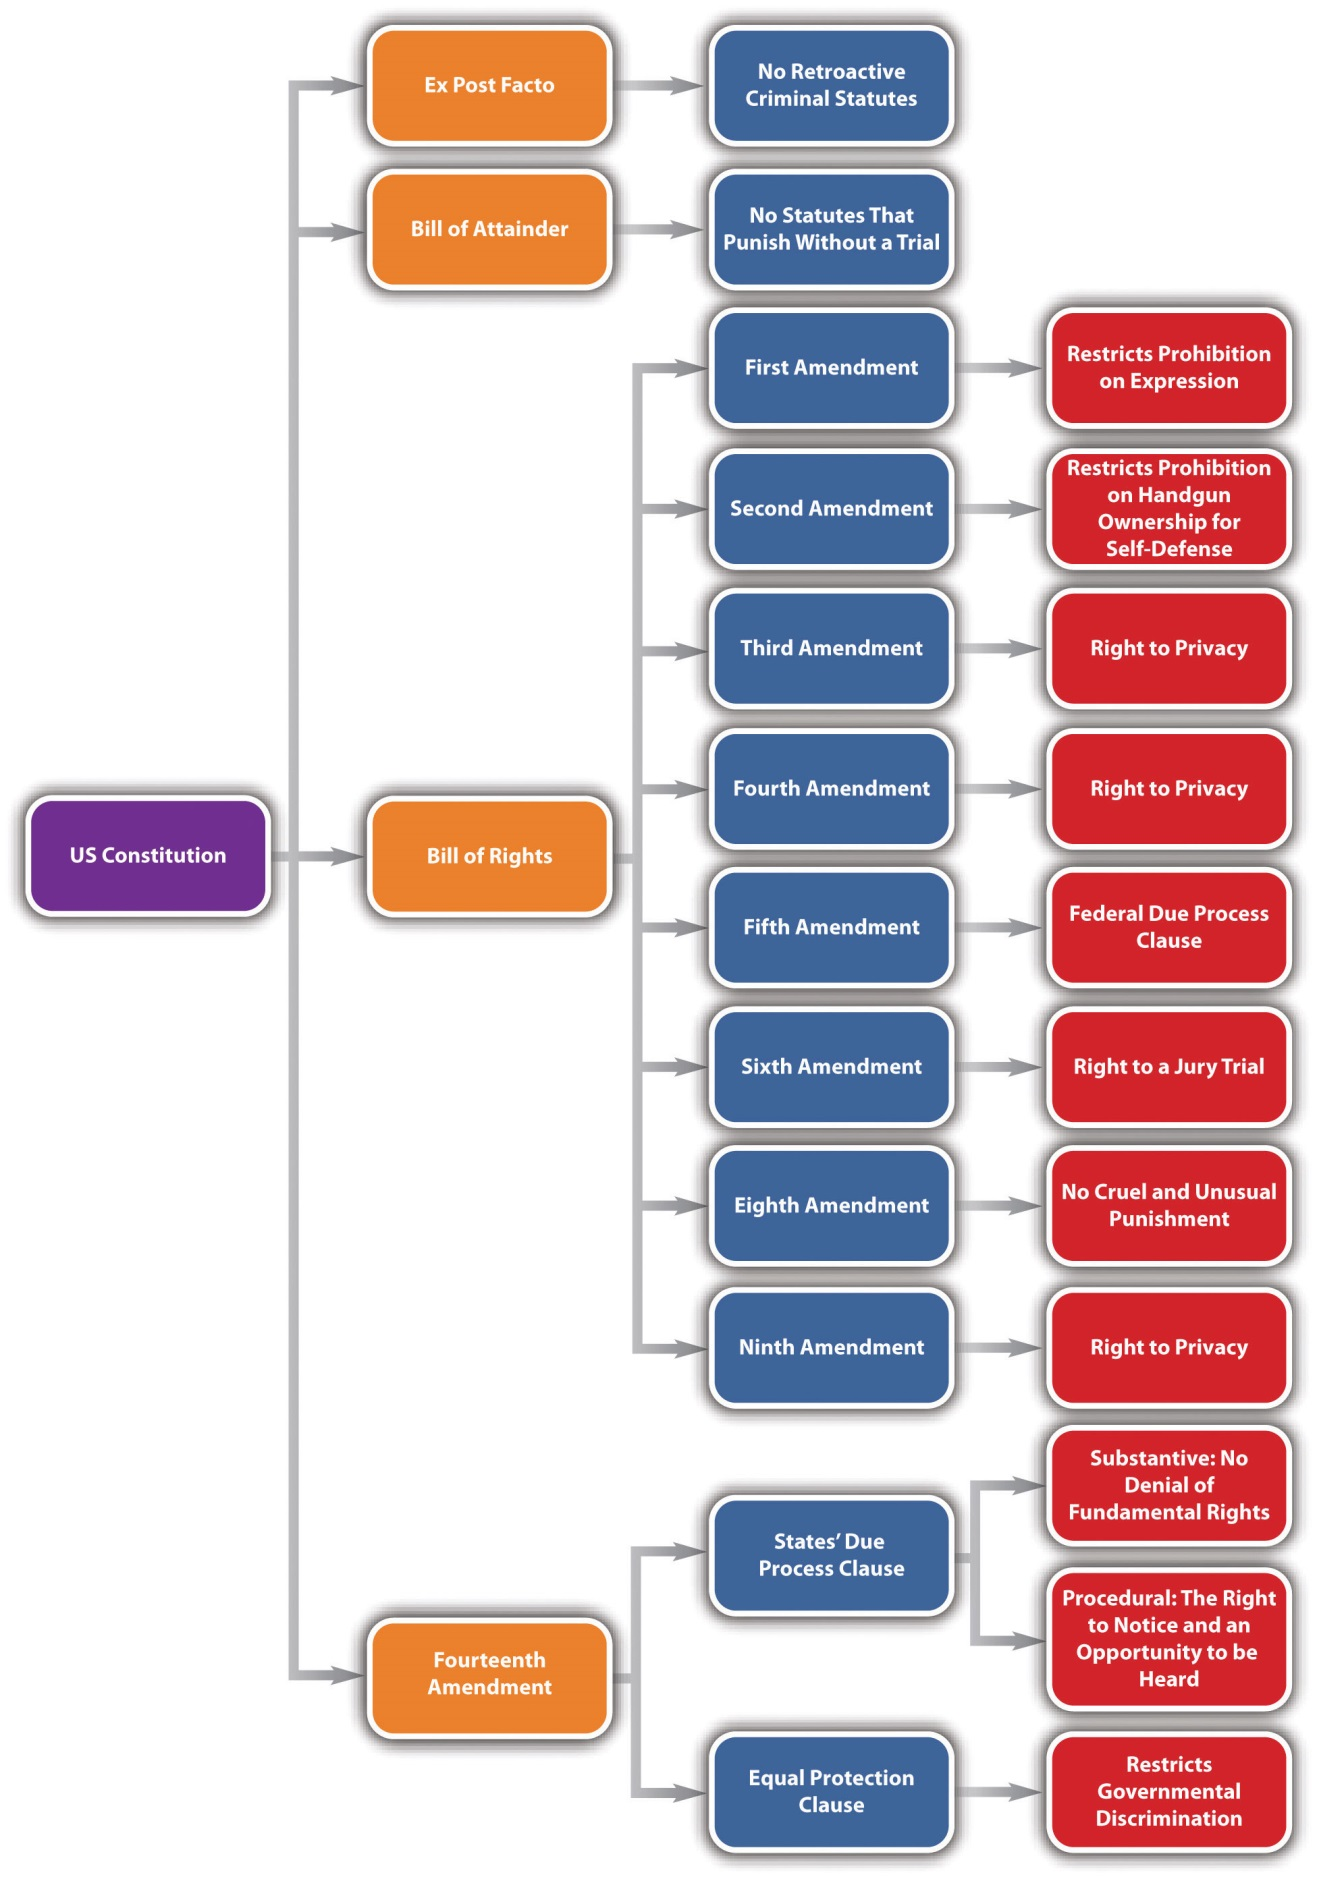 Ex Post Facto
No Retroactive
Criminal Statutes
Bill of Attainder
No Statutes That
Punish Without a Trial
First Amendment
Restricts Prohibition
on Expression
Second Amendment
Restricts Prohibition
on Handgun
Ownership for
Self-Defense
Third Amendment
Right to Privacy
Fourth Amendment
Right to Privacy
US Constitution
Bill of Rights
Fifth Amendment
Federal Due Process
Clause
Sixth Amendment
Right to a Jury Trial
Eighth Amendment
No Cruel and Unusual
Punishment
Ninth Amendment
Right to Privacy
States’ Due
Process Clause
Substantive: No
Denial of
Fundamental Rights
Procedural: The Right
to Notice and an
Opportunity to be
Heard
Fourteenth
Amendment
Equal Protection
Clause
Restricts
Governmental
Discrimination